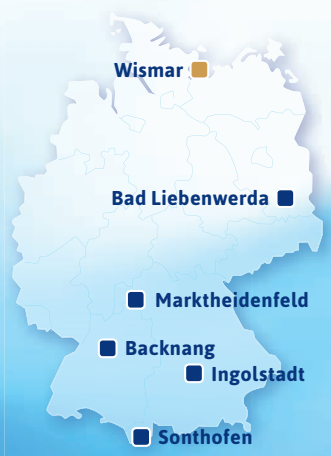 Wismar
Bad Liebenwerda
Marktheidenfeld
Backnang
Ingolstadt
Sonthofen